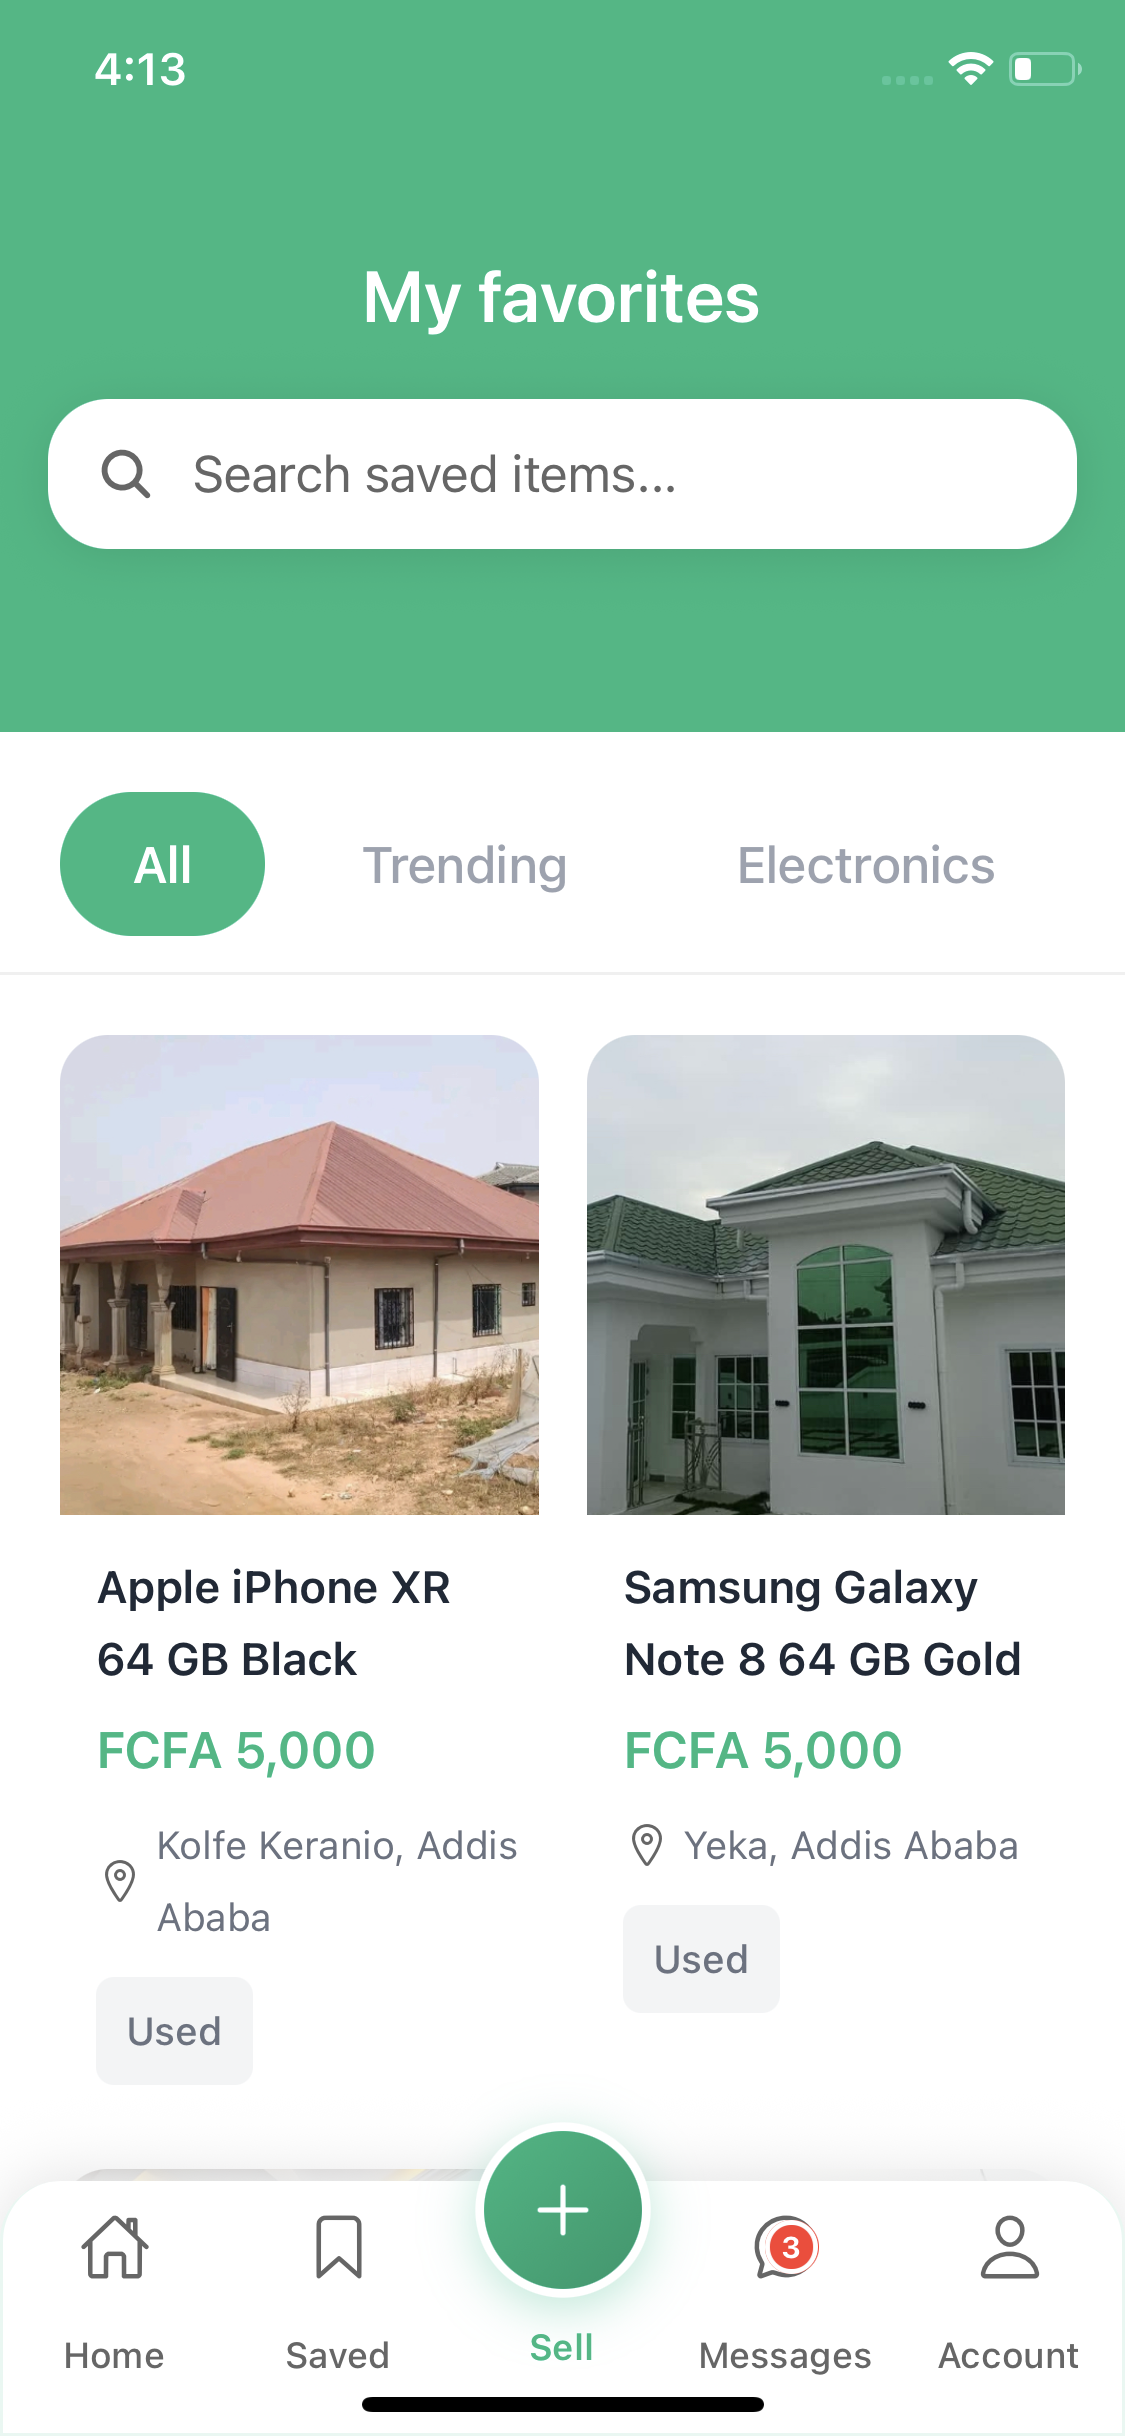 4:13
My favorites
Search saved items...
All
Trending
Electronics
Apple iPhone XR
64 GB Black
FCFA 5,000
Kolfe Keranio, Addis
Ababa
Used
Samsung Galaxy
Note 8 64 GB Gold
FCFA 5,000
Yeka, Addis Ababa
Used
3
Home
Saved
Sell
Messages
Account